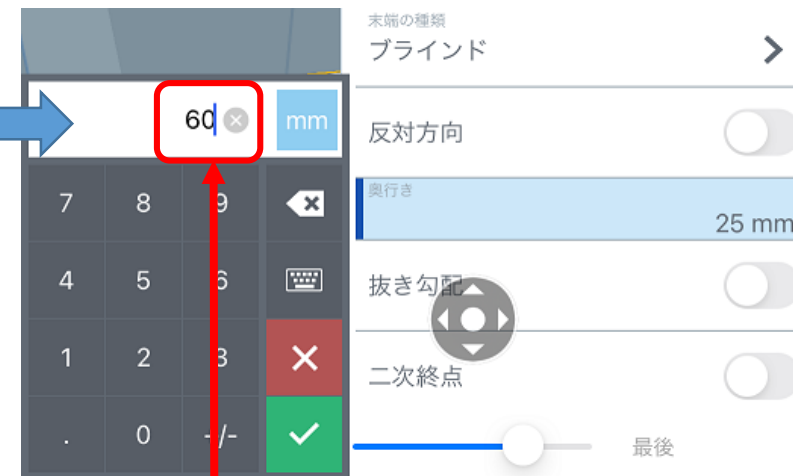 60
mm
7 8 9
4 5 6
1 2 3
. 0 +/-
末端の種類
ブラインド
反対方向
奥行き
25 mm
抜き勾配
二次終点
最後